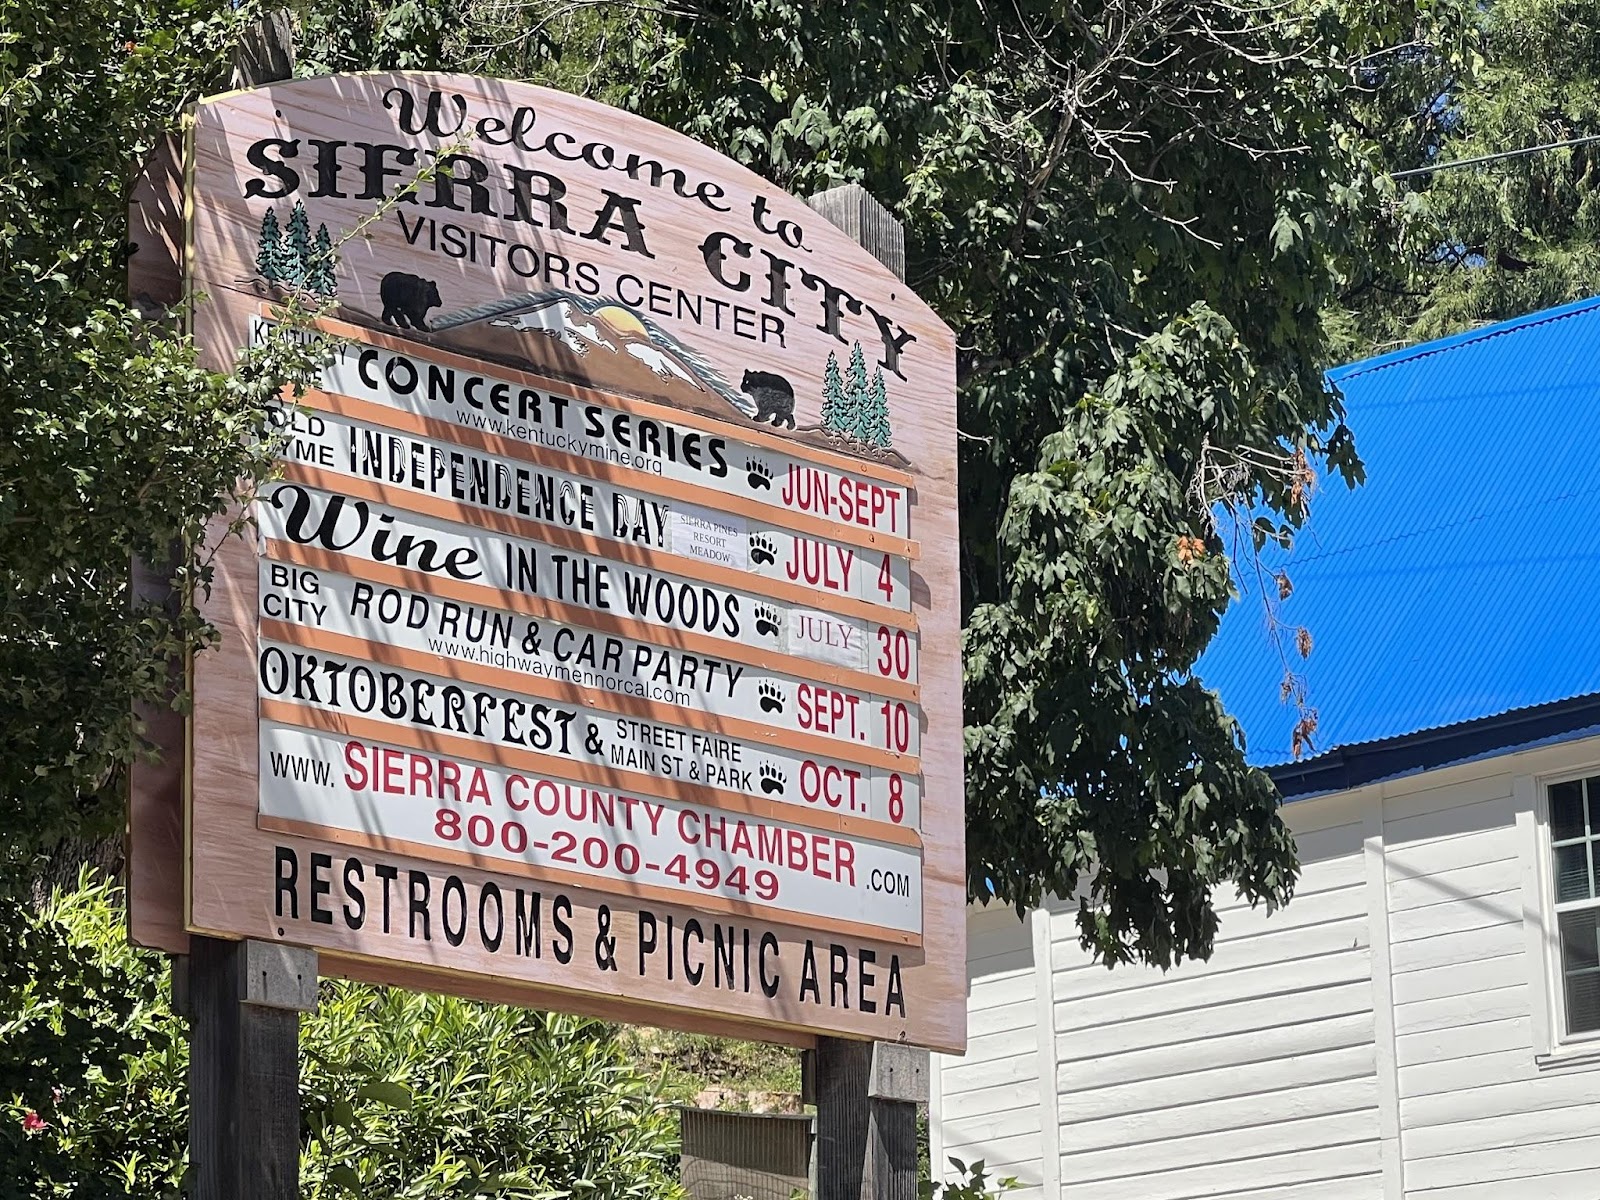 Welcome to
SIERRA CITY
VISITORS CENTER
KENTUCKY
CONCERT SERIES
www.kentuckymine.org
JUN-SEPT
INDEPENDENCE DAY
SIERRA PINES
RESORT
MEADOW
JULY 4
Wine IN THE WOODS
JULY 30
BIG
CITY
ROD RUN & CAR PARTY
www.highwaymennorcal.com
SEPT. 10
OKTOBERFEST &
STREET FAIRE
MAIN ST & PARK
OCT. 8
www. SIERRA COUNTY CHAMBER .COM
800-200-4949
RESTROOMS & PICNIC AREA